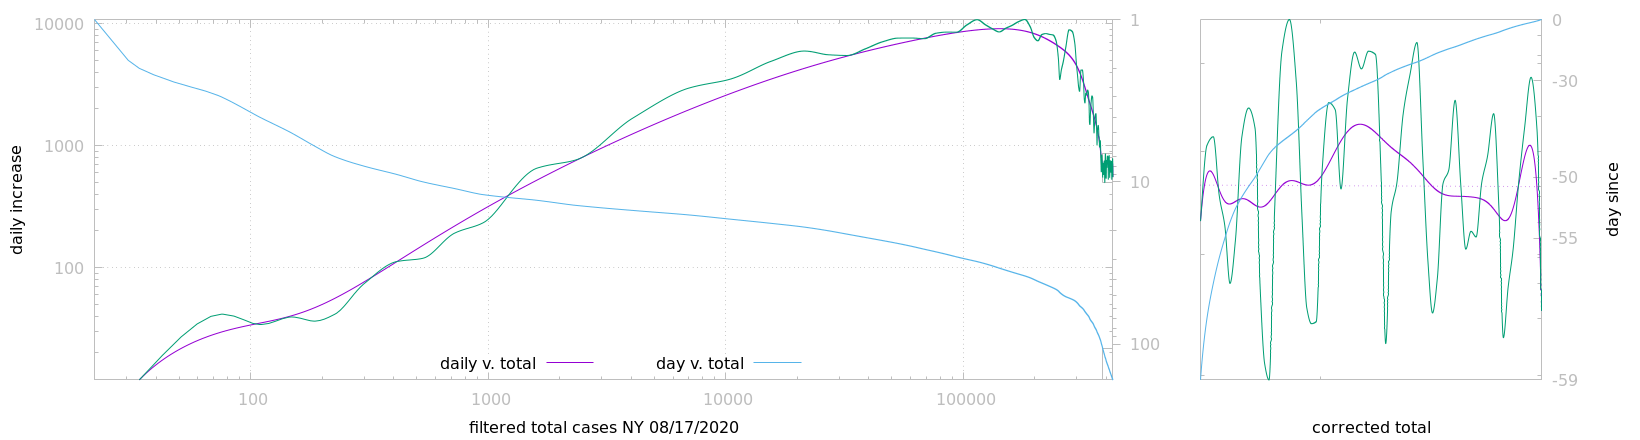 10000
1000
100
daily increase
daily v. total
day v. total
100
1000
10000
100000
filtered total cases NY 08/17/2020
1
10
100
0
-30
-50
-55
-59
day since
corrected total